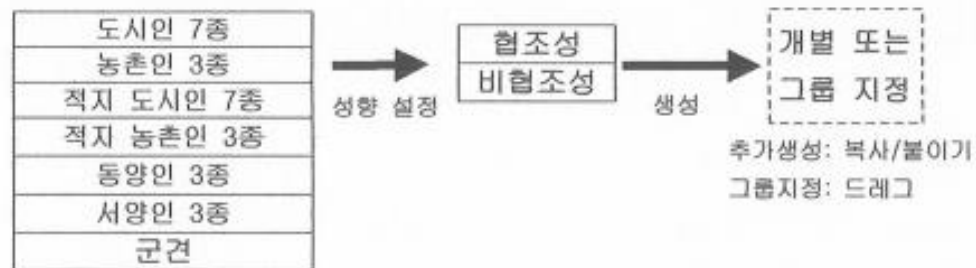 도시인 7종
농촌인 3종
적지 도시인 7종
적지 농촌인 3종
동양인 3종
서양인 3종
군견
성향 설정
협조성
비협조성
생성
개별 또는
그룹 지정
추가생성: 복사/붙이기
그룹지정: 드레그